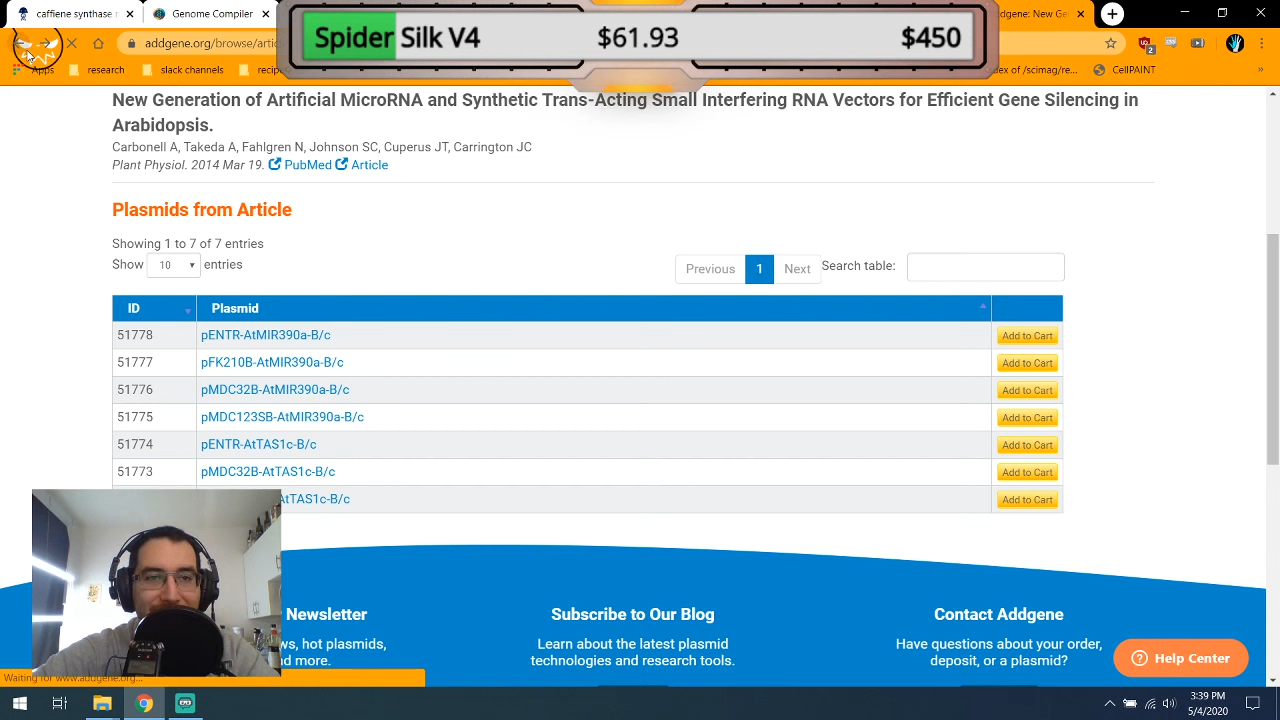 Spider Silk V4 $61.93 $450
addgene.org/browse/artic
Apps research slack channels recip
dex of /scimag/re... CellPAINT »
New Generation of Artificial MicroRNA and Synthetic Trans-Acting Small Interfering RNA Vectors for Efficient Gene Silencing in
Arabidopsis.
Carbonell A, Takeda A, Fahlgren N, Johnson SC, Cuperus JT, Carrington JC
Plant Physiol. 2014 Mar 19. PubMed Article
Plasmids from Article
Showing 1 to 7 of 7 entries
Show 10 entries
Previous 1 Next Search table:
ID Plasmid
51778 pENTR-AtMIR390a-B/c Add to Cart
51777 pFK210B-AtMIR390a-B/c Add to Cart
51776 pMDC32B-AtMIR390a-B/c Add to Cart
51775 pMDC123SB-AtMIR390a-B/c Add to Cart
51774 pENTR-AtTAS1c-B/c Add to Cart
51773 pMDC32B-AtTAS1c-B/c Add to Cart
AtTAS1c-B/c Add to Cart
Newsletter
ws, hot plasmids,
nd more.
Subscribe to Our Blog
Learn about the latest plasmid
technologies and research tools.
Contact Addgene
Have questions about your order,
deposit, or a plasmid?
Help Center
Waiting for www.addgene.org...
3:39 PM
5/4/2020